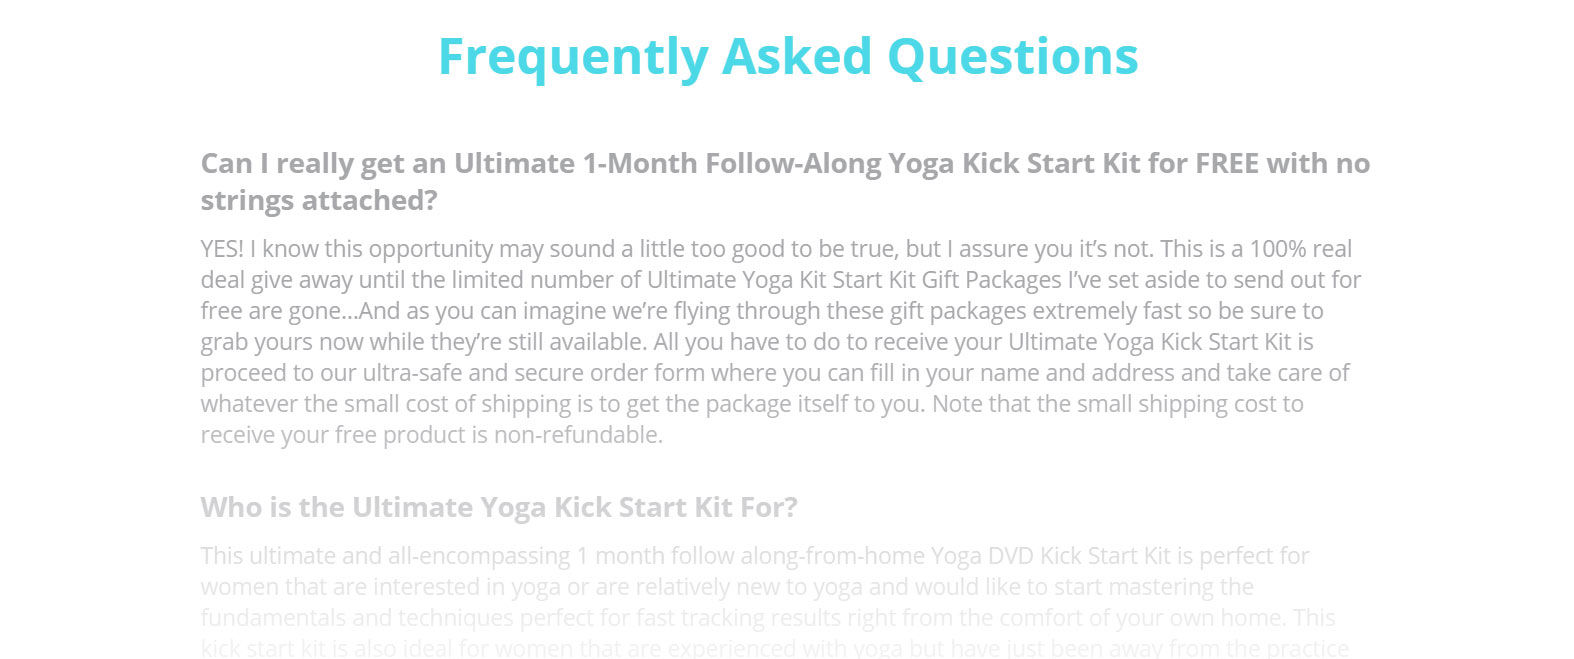 Frequently Asked Questions
Can I really get an Ultimate 1-Month Follow-Along Yoga Kick Start Kit for FREE with no
strings attached?
YES! I know this opportunity may sound a little too good to be true, but I assure you it’s not. This is a 100% real
deal give away until the limited number of Ultimate Yoga Kit Start Kit Gift Packages I’ve set aside to send out for
free are gone...And as you can imagine we’re flying through these gift packages extremely fast so be sure to
grab yours now while they’re still available. All you have to do to receive your Ultimate Yoga Kick Start Kit is
proceed to our ultra-safe and secure order form where you can fill in your name and address and take care of
whatever the small cost of shipping is to get the package itself to you. Note that the small shipping cost to
receive your free product is non-refundable.
Who is the Ultimate Yoga Kick Start Kit For?
This ultimate and all-encompassing 1 month follow along-from-home Yoga DVD Kick Start Kit is perfect for
women that are interested in yoga or are relatively new to yoga and would like to start mastering the
fundamentals and techniques perfect for fast tracking results right from the comfort of your own home. This
kick start kit is also ideal for women that are experienced with yoga but have just been away from the practice